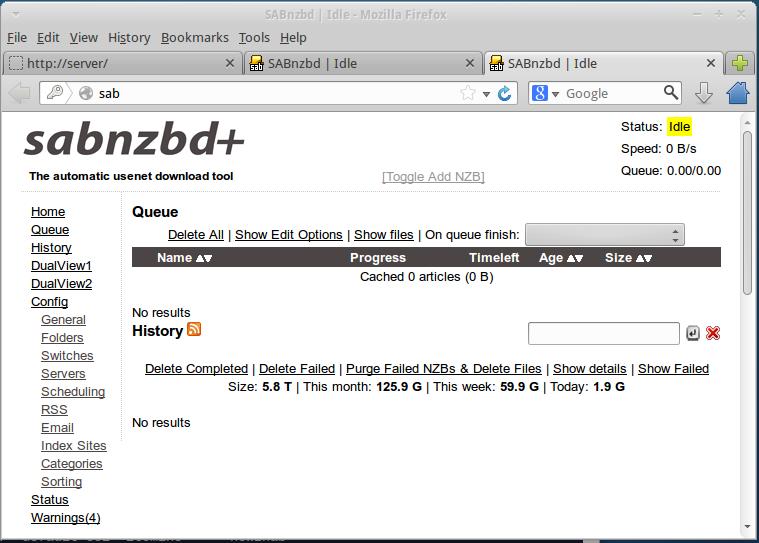 SABnzbd | Idle - Mozilla Firefox
File Edit View History Bookmarks Tools Help
http://server/ SABnzbd | Idle SABnzbd | Idle
sab Google
sabnzbd+
The automatic usenet download tool
[Toggle Add NZB]
Status: Idle
Speed: 0 B/s
Queue: 0.00/0.00
Home
Queue
History
DualView1
DualView2
Config
General
Folders
Switches
Servers
Scheduling
RSS
Email
Index Sites
Categories
Sorting
Status
Warnings(4)
Queue
Delete All | Show Edit Options | Show files | On queue finish:
Name Progress Timeleft Age Size
Cached 0 articles (0 B)
No results
History
Delete Completed | Delete Failed | Purge Failed NZBs & Delete Files | Show details | Show Failed
Size: 5.8 T | This month: 125.9 G | This week: 59.9 G | Today: 1.9 G
No results